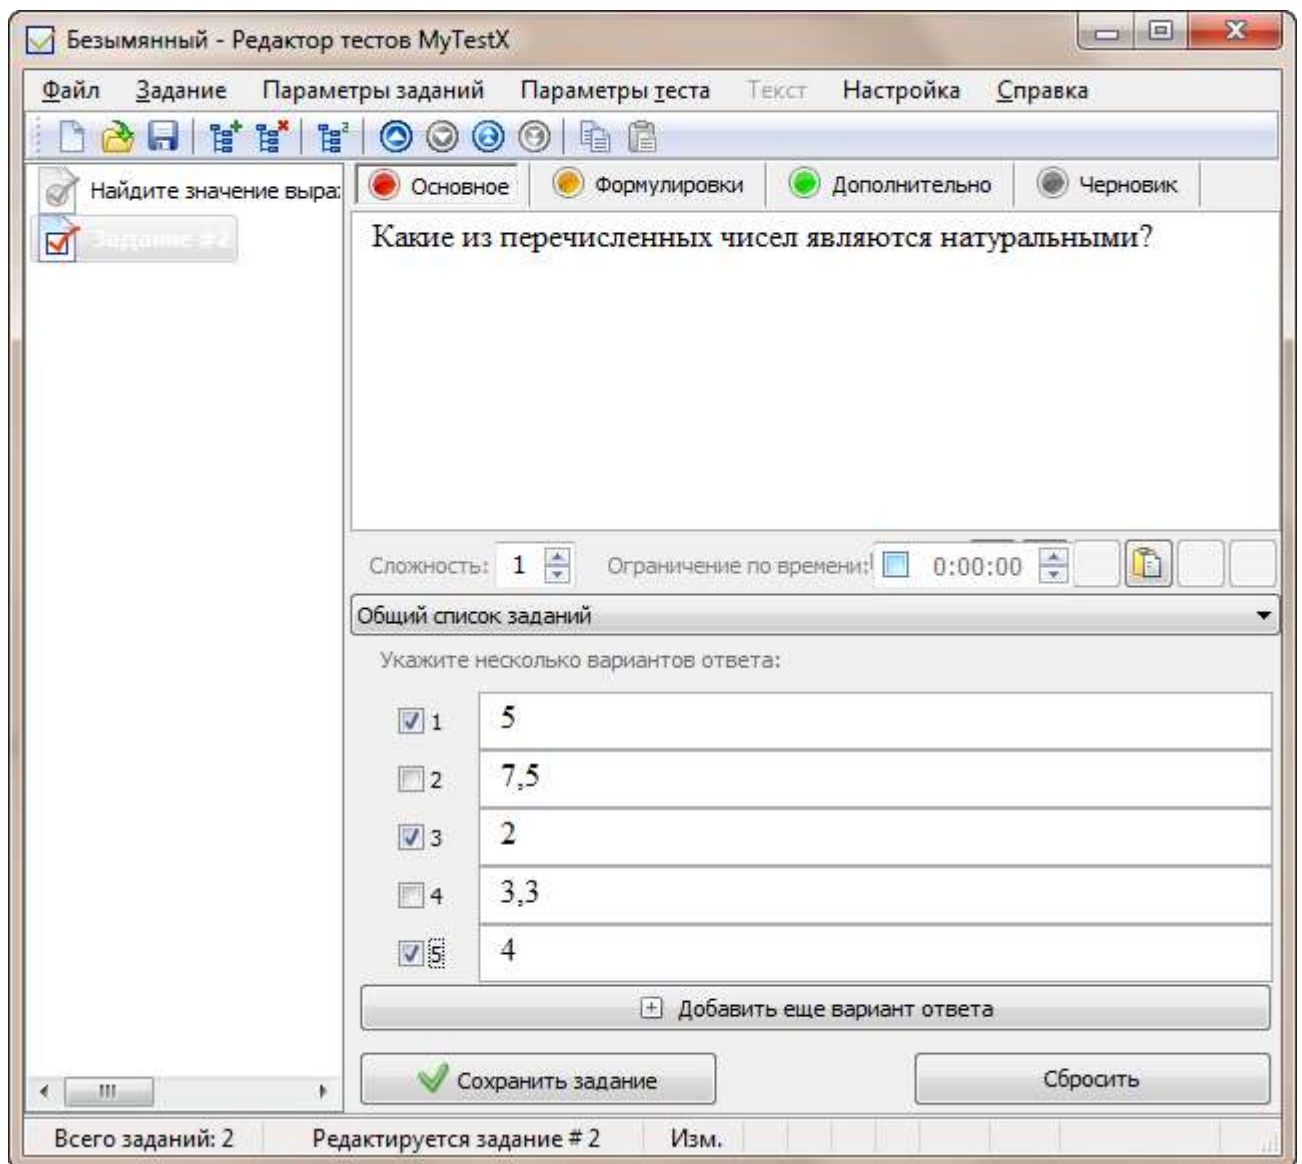 Безымянный - Редактор тестов MyTestX
Файл Задание Параметры заданий Параметры теста Текст Настройка Справка
Найдите значение выра:
Задание #2
Основное Формулировки Дополнительно Черновик
Какие из перечисленных чисел являются натуральными?
Сложность: 1 Ограничение по времени: 0:00:00
Общий список заданий
Укажите несколько вариантов ответа:
1 5
2 7,5
3 2
4 3,3
5 4
Добавить еще вариант ответа
Сохранить задание Сбросить
Всего заданий: 2 Редактируется задание # 2 Изм.